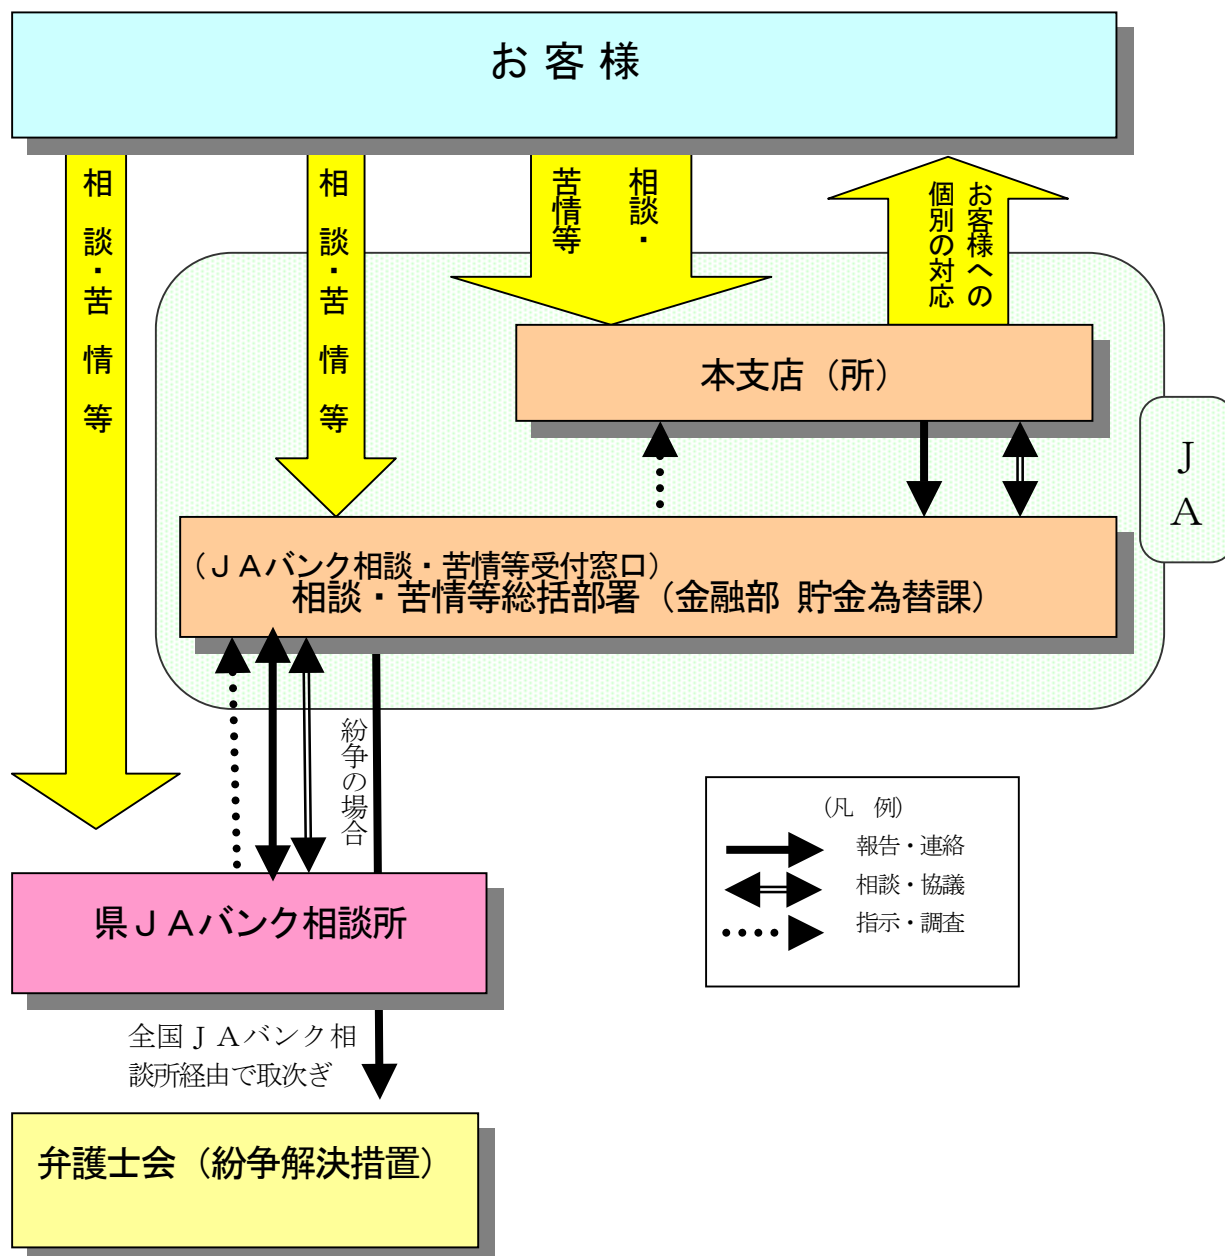 お 客 様
相談・苦情等
相談・苦情等
相談・
苦情等
お客様への
個別の対応
本支店（所）
ＪＡ
（ＪＡバンク相談・苦情等受付窓口）
相談・苦情等総括部署（金融部 貯金為替課）
紛争の場合
（凡　例）
報告・連絡
相談・協議
指示・調査
県ＪＡバンク相談所
全国ＪＡバンク相
談所経由で取次ぎ
弁護士会（紛争解決措置）